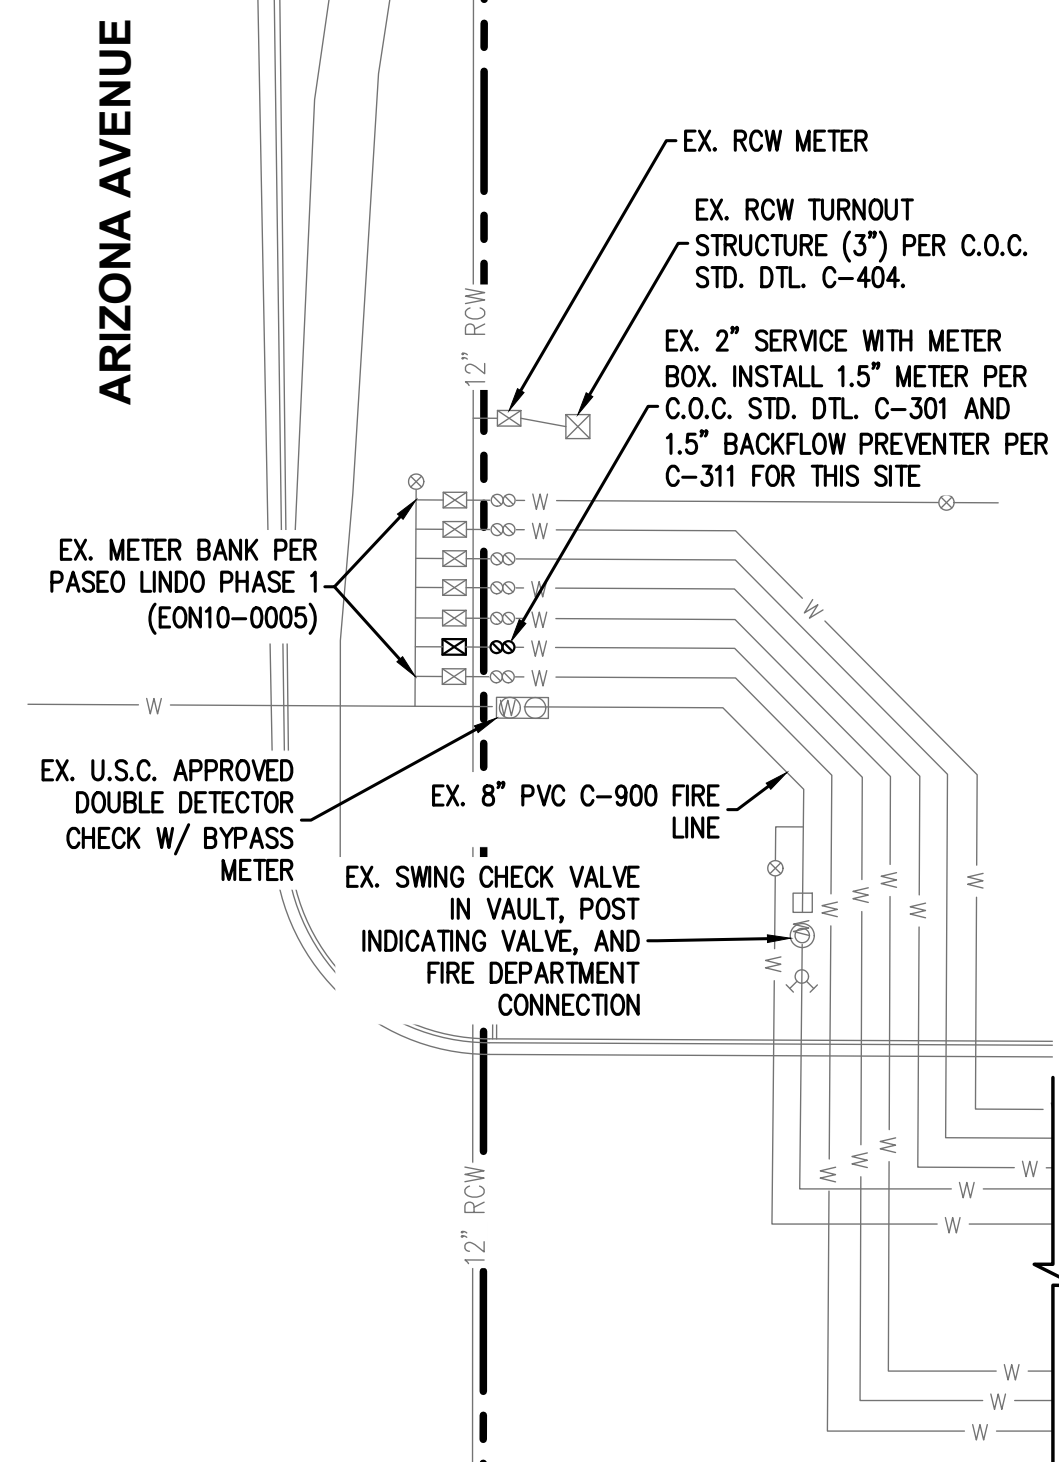 ARIZONA AVENUE
EX. RCW METER
EX. RCW TURNOUT
STRUCTURE (3") PER C.O.C.
STD. DTL. C-404.
12" RCW
EX. 2" SERVICE WITH METER
BOX. INSTALL 1.5" METER PER
C.O.C. STD. DTL. C-301 AND
1.5" BACKFLOW PREVENTER PER
C-311 FOR THIS SITE
W
W
W
W
W
W
W
EX. METER BANK PER
PASEO LINDO PHASE 1
(EON10-0005)
W
W
EX. U.S.C. APPROVED
DOUBLE DETECTOR
CHECK W/ BYPASS
METER
EX. 8" PVC C-900 FIRE
LINE
EX. SWING CHECK VALVE
IN VAULT, POST
INDICATING VALVE, AND
FIRE DEPARTMENT
CONNECTION
W
W
W
W
W
W
W
12" RCW
W
W
W
W
W
W
W
W
W